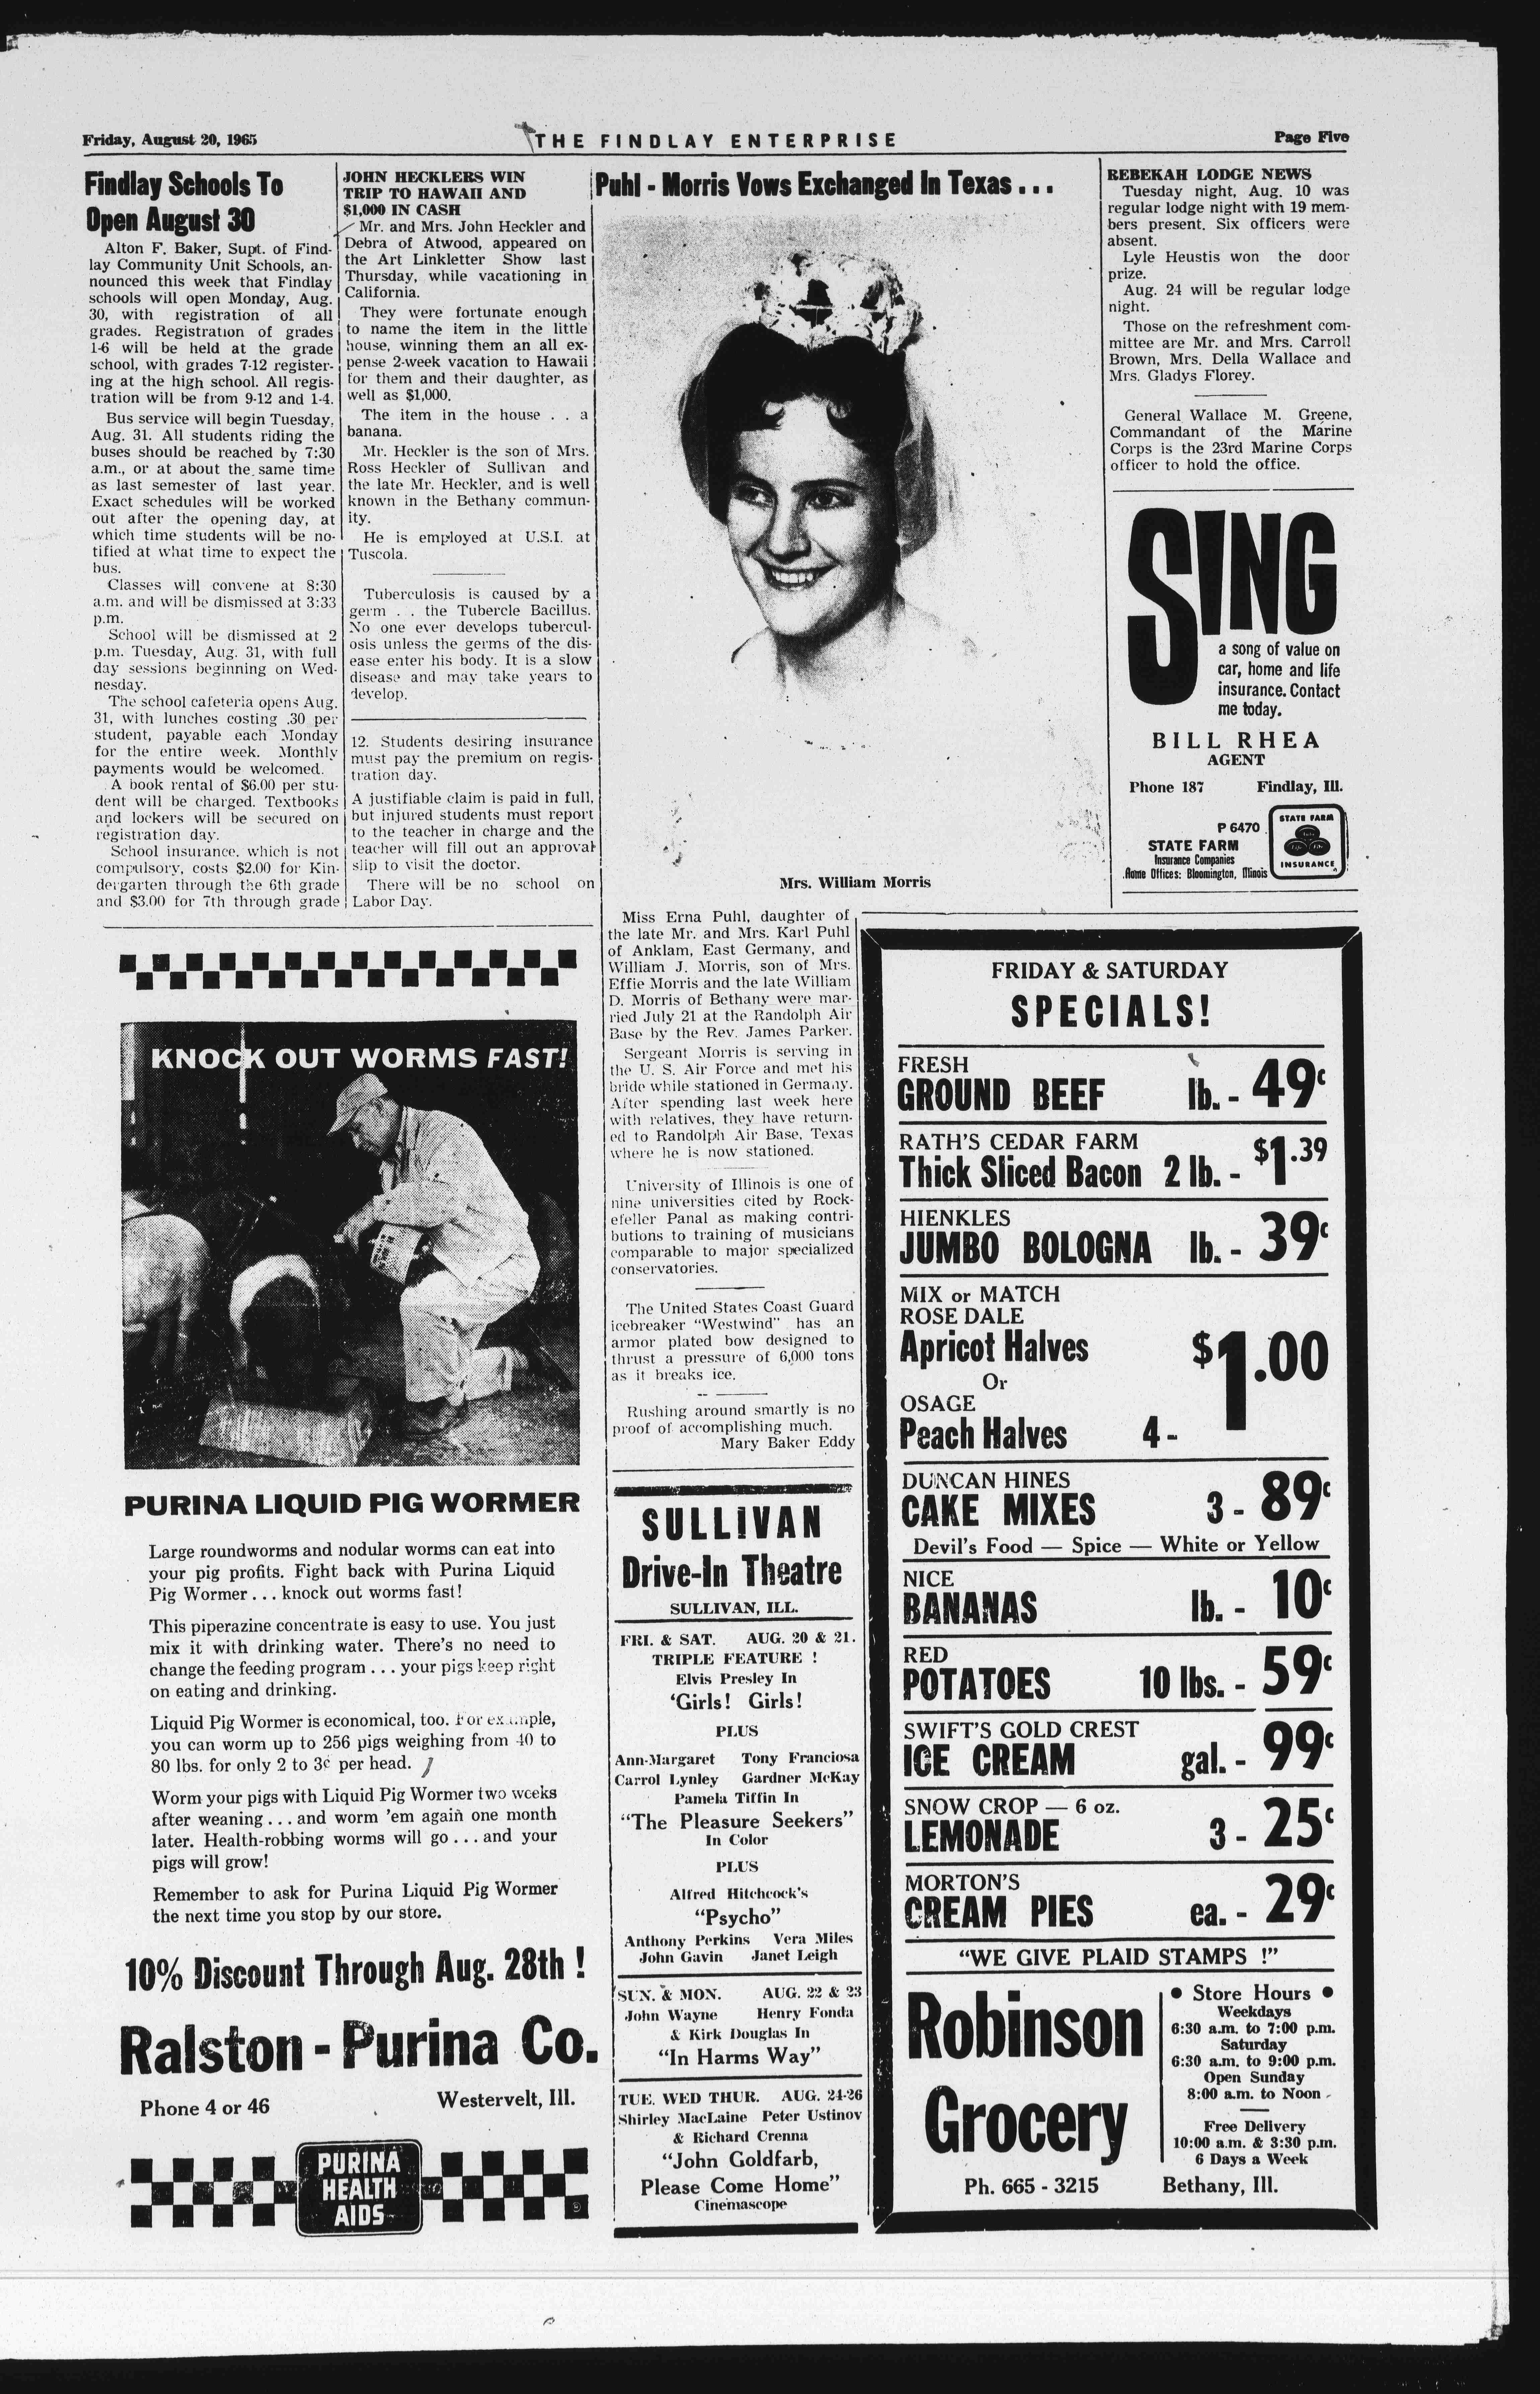 Friday, August 20, 1965
THE FINDLAY ENTERPRISE
Page Five
Findlay Schools To
Open August 30
Alton F. Baker, Supt. of Find-
lay Community Unit Schools, an-
nounced this week that Findlay
schools will open Monday, Aug.
30, with registration of all
grades. Registration of grades
1-6 will be held at the grade
school, with grades 7-12 register-
ing at the high school. All regis-
tration will be from 9-12 and 1-4.
Bus service will begin Tuesday,
Aug. 31. All students riding the
buses should be reached by 7:30
a.m., or at about the same time
as last semester of last year.
Exact schedules will be worked
out after the opening day, at
which time students will be no-
tified at what time to expect the
bus.
Classes will convene at 8:30
a.m. and will be dismissed at 3:33
p.m.
School will be dismissed at 2
p.m. Tuesday, Aug. 31, with full
day sessions beginning on Wed-
nesday.
The school cafeteria opens Aug.
31, with lunches costing .30 per
student, payable each Monday
for the entire week. Monthly
payments would be welcomed.
A book rental of $6.00 per stu-
dent will be charged. Textbooks
and lockers will be secured on
registration day.
School insurance, which is not
compulsory, costs $2.00 for Kin-
dergarten through the 6th grade
and $3.00 for 7th through grade
JOHN HECKLERS WIN
TRIP TO HAWAII AND
$1,000 IN CASH
Mr. and Mrs. John Heckler and
Debra of Atwood, appeared on
the Art Linkletter Show last
Thursday, while vacationing in
California.
They were fortunate enough
to name the item in the little
house, winning them an all ex-
pense 2-week vacation to Hawaii
for them and their daughter, as
well as $1,000.
The item in the house . . a
banana.
Mr. Heckler is the son of Mrs.
Ross Heckler of Sullivan and
the late Mr. Heckler, and is well
known in the Bethany commun-
ity.
He is employed at U.S.I. at
Tuscola.
Tuberculosis is caused by a
germ . . the Tubercle Bacillus.
No one ever develops tubercul-
osis unless the germs of the dis-
ease enter his body. It is a slow
disease and may take years to
develop.
12. Students desiring insurance
must pay the premium on regis-
tration day.
A justifiable claim is paid in full,
but injured students must report
to the teacher in charge and the
teacher will fill out an approval
slip to visit the doctor.
There will be no school on
Labor Day.
Puhl - Morris Vows Exchanged In Texas . . .
Mrs. William Morris
Miss Erna Puhl, daughter of
the late Mr. and Mrs. Karl Puhl
of Anklam, East Germany, and
William J. Morris, son of Mrs.
Effie Morris and the late William
D. Morris of Bethany were mar-
ried July 21 at the Randolph Air
Base by the Rev. James Parker.
Sergeant Morris is serving in
the U. S. Air Force and met his
bride while stationed in Germany.
After spending last week here
with relatives, they have return-
ed to Randolph Air Base, Texas
where he is now stationed.
University of Illinois is one of
nine universities cited by Rock-
efeller Panal as making contri-
butions to training of musicians
comparable to major specialized
conservatories.
The United States Coast Guard
icebreaker "Westwind" has an
armor plated bow designed to
thrust a pressure of 6,000 tons
as it breaks ice.
Rushing around smartly is no
proof of accomplishing much.
Mary Baker Eddy
REBEKAH LODGE NEWS
Tuesday night, Aug. 10 was
regular lodge night with 19 mem-
bers present. Six officers were
absent.
Lyle Heustis won the door
prize.
Aug. 24 will be regular lodge
night.
Those on the refreshment com-
mittee are Mr. and Mrs. Carroll
Brown, Mrs. Della Wallace and
Mrs. Gladys Florey.
General Wallace M. Greene,
Commandant of the Marine
Corps is the 23rd Marine Corps
officer to hold the office.
SING
a song of value on
car, home and life
insurance. Contact
me today.
BILL RHEA
AGENT
Phone 187 Findlay, Ill.
P 6470
STATE FARM
Insurance Companies
Home Offices: Bloomington, Illinois
STATE FARM
INSURANCE
KNOCK OUT WORMS FAST!
PURINA LIQUID PIG WORMER
Large roundworms and nodular worms can eat into
your pig profits. Fight back with Purina Liquid
Pig Wormer . . . knock out worms fast!
This piperazine concentrate is easy to use. You just
mix it with drinking water. There's no need to
change the feeding program . . . your pigs keep right
on eating and drinking.
Liquid Pig Wormer is economical, too. For example,
you can worm up to 256 pigs weighing from 40 to
80 lbs. for only 2 to 3¢ per head.
Worm your pigs with Liquid Pig Wormer two weeks
after weaning . . . and worm 'em again one month
later. Health-robbing worms will go . . . and your
pigs will grow!
Remember to ask for Purina Liquid Pig Wormer
the next time you stop by our store.
10% Discount Through Aug. 28th !
Ralston - Purina Co.
Phone 4 or 46 Westervelt, Ill.
PURINA
HEALTH
AIDS
SULLIVAN
Drive-In Theatre
SULLIVAN, ILL.
FRI. & SAT. AUG. 20 & 21.
TRIPLE FEATURE !
Elvis Presley In
'Girls! Girls!
PLUS
Ann-Margaret Tony Franciosa
Carrol Lynley Gardner McKay
Pamela Tiffin In
"The Pleasure Seekers"
In Color
PLUS
Alfred Hitchcock's
"Psycho"
Anthony Perkins Vera Miles
John Gavin Janet Leigh
SUN. & MON. AUG. 22 & 23
John Wayne Henry Fonda
& Kirk Douglas In
"In Harms Way"
TUE. WED THUR. AUG. 24-26
Shirley MacLaine Peter Ustinov
& Richard Crenna
"John Goldfarb,
Please Come Home"
Cinemascope
FRIDAY & SATURDAY
SPECIALS!
FRESH
GROUND BEEF lb. - 49¢
RATH'S CEDAR FARM
Thick Sliced Bacon 2 lb. - $1.39
HIENKLES
JUMBO BOLOGNA lb. - 39¢
MIX or MATCH
ROSE DALE
Apricot Halves
Or
OSAGE
Peach Halves 4 - $1.00
DUNCAN HINES
CAKE MIXES 3 - 89¢
Devil's Food — Spice — White or Yellow
NICE
BANANAS lb. - 10¢
RED
POTATOES 10 lbs. - 59¢
SWIFT'S GOLD CREST
ICE CREAM gal. - 99¢
SNOW CROP — 6 oz.
LEMONADE 3 - 25¢
MORTON'S
CREAM PIES ea. - 29¢
"WE GIVE PLAID STAMPS !"
Robinson
Grocery
Ph. 665 - 3215
• Store Hours •
Weekdays
6:30 a.m. to 7:00 p.m.
Saturday
6:30 a.m. to 9:00 p.m.
Open Sunday
8:00 a.m. to Noon
Free Delivery
10:00 a.m. & 3:30 p.m.
6 Days a Week
Bethany, Ill.